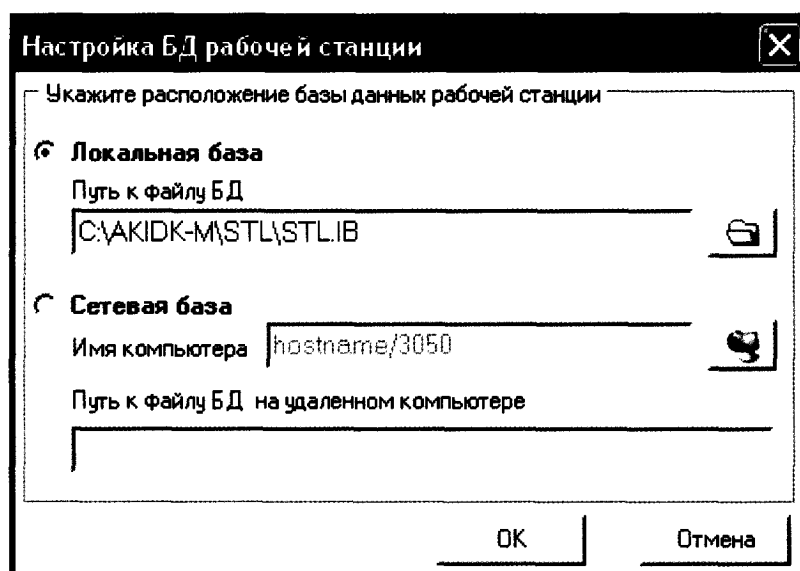 Настройка БД рабочей станции
Укажите расположение базы данных рабочей станции
Локальная база
Путь к файлу БД
C:\AKIDK-M\STL\STL.IB
Сетевая база
Имя компьютера hostname/3050
Путь к файлу БД на удаленном компьютере
OK Отмена